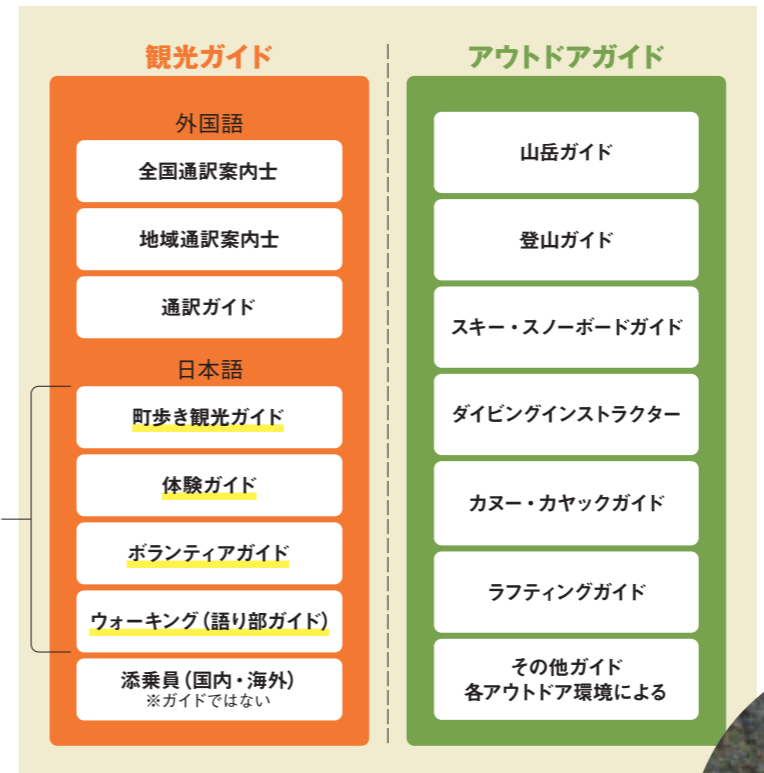 観光ガイド
外国語
全国通訳案内士
地域通訳案内士
通訳ガイド
日本語
町歩き観光ガイド
体験ガイド
ボランティアガイド
ウォーキング（語り部ガイド）
添乗員（国内・海外）
※ガイドではない
アウトドアガイド
山岳ガイド
登山ガイド
スキー・スノーボードガイド
ダイビングインストラクター
カヌー・カヤックガイド
ラフティングガイド
その他ガイド
各アウトドア環境による